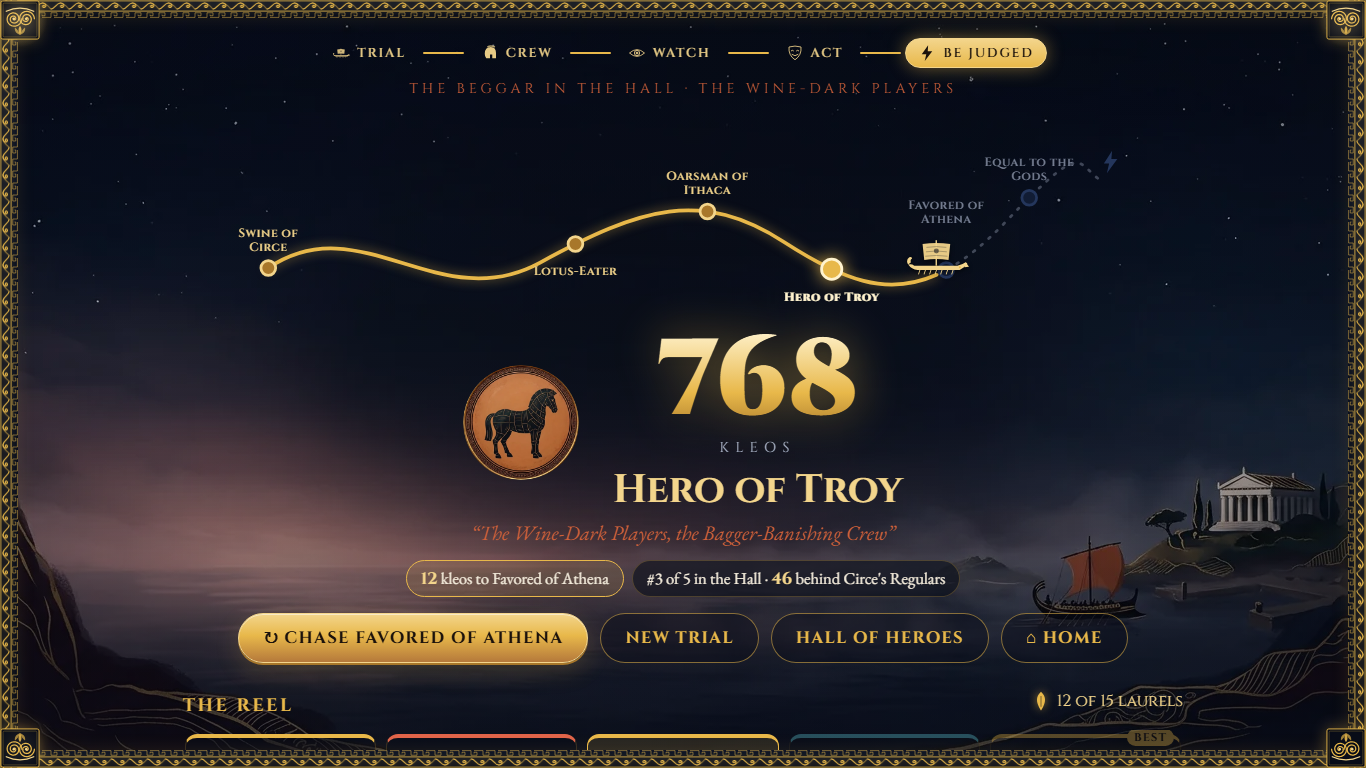 TRIAL
CREW
WATCH
ACT
BE JUDGED
THE BEGGAR IN THE HALL · THE WINE-DARK PLAYERS
Equal to the
Gods
Oarsman of
Ithaca
Favored of
Athena
Swine of
Circe
Lotus-Eater
Hero of Troy
768
KLEOS
Hero of Troy
“The Wine-Dark Players, the Bagger-Banishing Crew”
12 kleos to Favored of Athena
#3 of 5 in the Hall · 46 behind Circe's Regulars
↻ CHASE FAVORED OF ATHENA
NEW TRIAL
HALL OF HEROES
⌂ HOME
THE REEL
12 OF 15 LAURELS
BEST